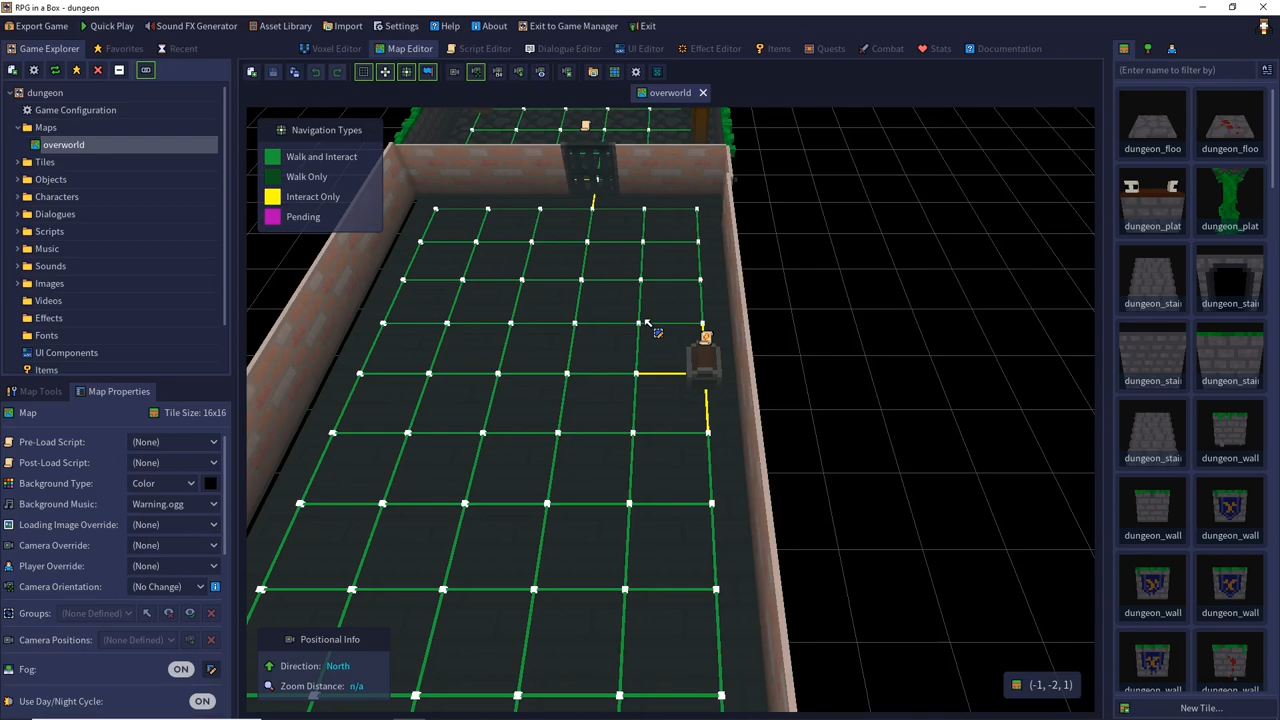 RPG in a Box - dungeon
Export Game Quick Play Sound FX Generator Asset Library Import Settings Help About Exit to Game Manager Exit
Game Explorer Favorites Recent Voxel Editor Map Editor Script Editor Dialogue Editor UI Editor Effect Editor Items Quests Combat Stats Documentation
(Enter name to filter by)
overworld
dungeon
Game Configuration
Maps
overworld
Tiles
Objects
Characters
Dialogues
Scripts
Music
Sounds
Images
Videos
Effects
Fonts
UI Components
Items
Navigation Types
Walk and Interact
Walk Only
Interact Only
Pending
Map Tools Map Properties
Map Tile Size: 16x16
Pre-Load Script: (None)
Post-Load Script: (None)
Background Type: Color
Background Music: Warning.ogg
Loading Image Override: (None)
Camera Override: (None)
Player Override: (None)
Camera Orientation: (No Change)
Groups: (None Defined)
Camera Positions: (None Defined)
Fog: ON
Use Day/Night Cycle: ON
Positional Info
Direction: North
Zoom Distance: n/a
(-1, -2, 1)
dungeon_floo dungeon_floo
dungeon_plat dungeon_plat
dungeon_stai dungeon_stai
dungeon_stai dungeon_stai
dungeon_stai dungeon_wall
dungeon_wall dungeon_wall
dungeon_wall dungeon_wall
dungeon_wall dungeon_wall
New Tile...